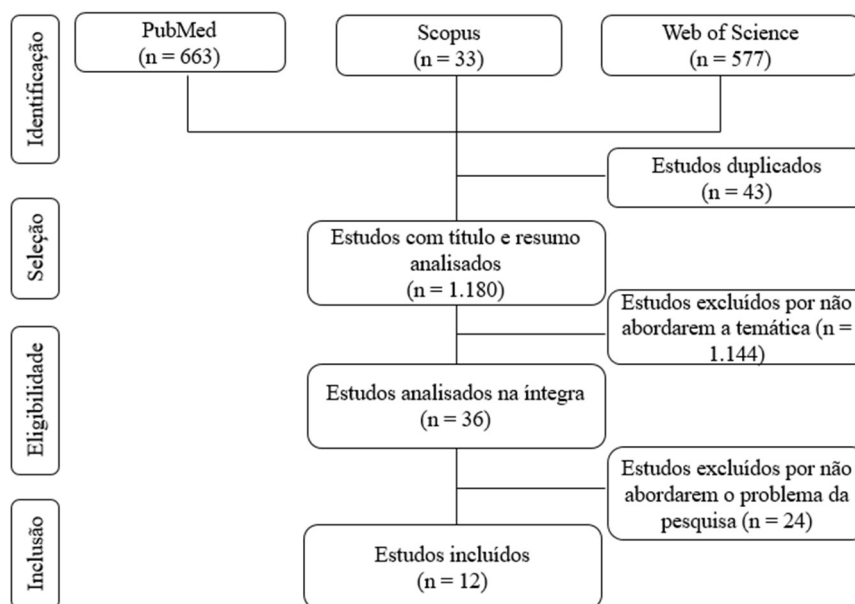 Identificação
PubMed
(n = 663)
Scopus
(n = 33)
Web of Science
(n = 577)
Estudos duplicados
(n = 43)
Seleção
Estudos com título e resumo
analisados
(n = 1.180)
Estudos excluídos por não
abordarem a temática (n =
1.144)
Eligibilidade
Estudos analisados na íntegra
(n = 36)
Estudos excluídos por não
abordarem o problema da
pesquisa (n = 24)
Inclusão
Estudos incluídos
(n = 12)